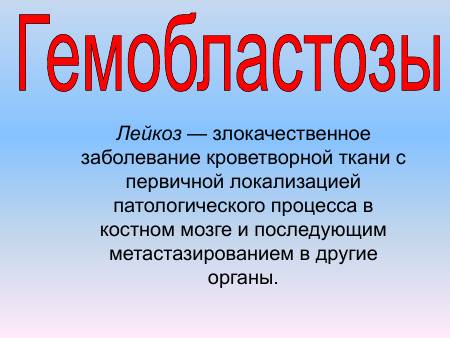 Гемобластозы
Лейкоз — злокачественное
заболевание кроветворной ткани с
первичной локализацией
патологического процесса в
костном мозге и последующим
метастазированием в другие
органы.